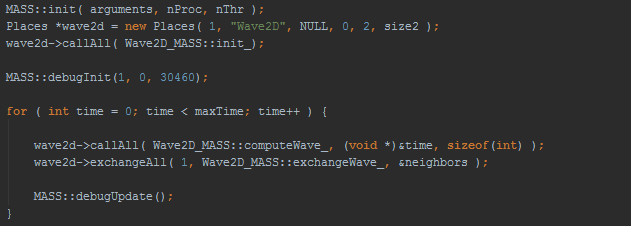 MASS::init( arguments, nProc, nThr );
Places *wave2d = new Places( 1, "Wave2D", NULL, 0, 2, size2 );
wave2d->callAll( Wave2D_MASS::init_);
MASS::debugInit(1, 0, 30460);
for ( int time = 0; time < maxTime; time++ ) {
wave2d->callAll( Wave2D_MASS::computeWave_, (void *)&time, sizeof(int) );
wave2d->exchangeAll( 1, Wave2D_MASS::exchangeWave_, &neighbors );
MASS::debugUpdate();
}